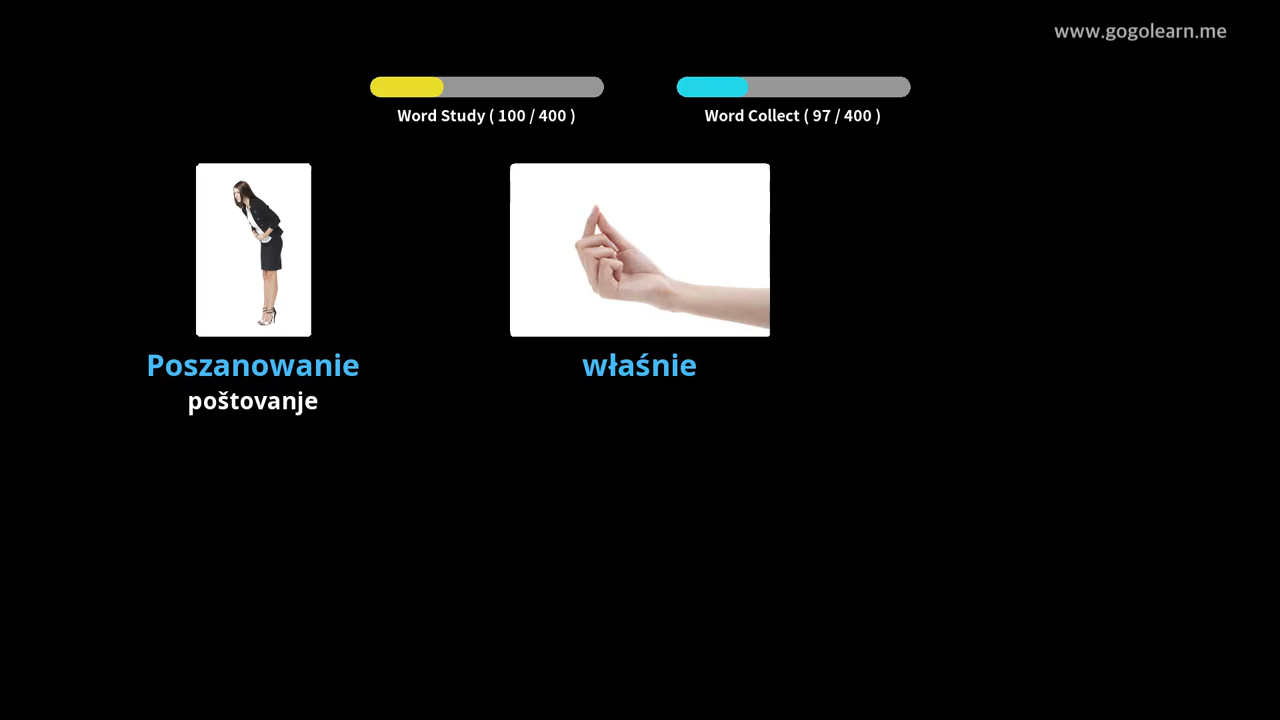 www.gogolearn.me
Word Study ( 100 / 400 )
Word Collect ( 97 / 400 )
Poszanowanie
poštovanje
właśnie